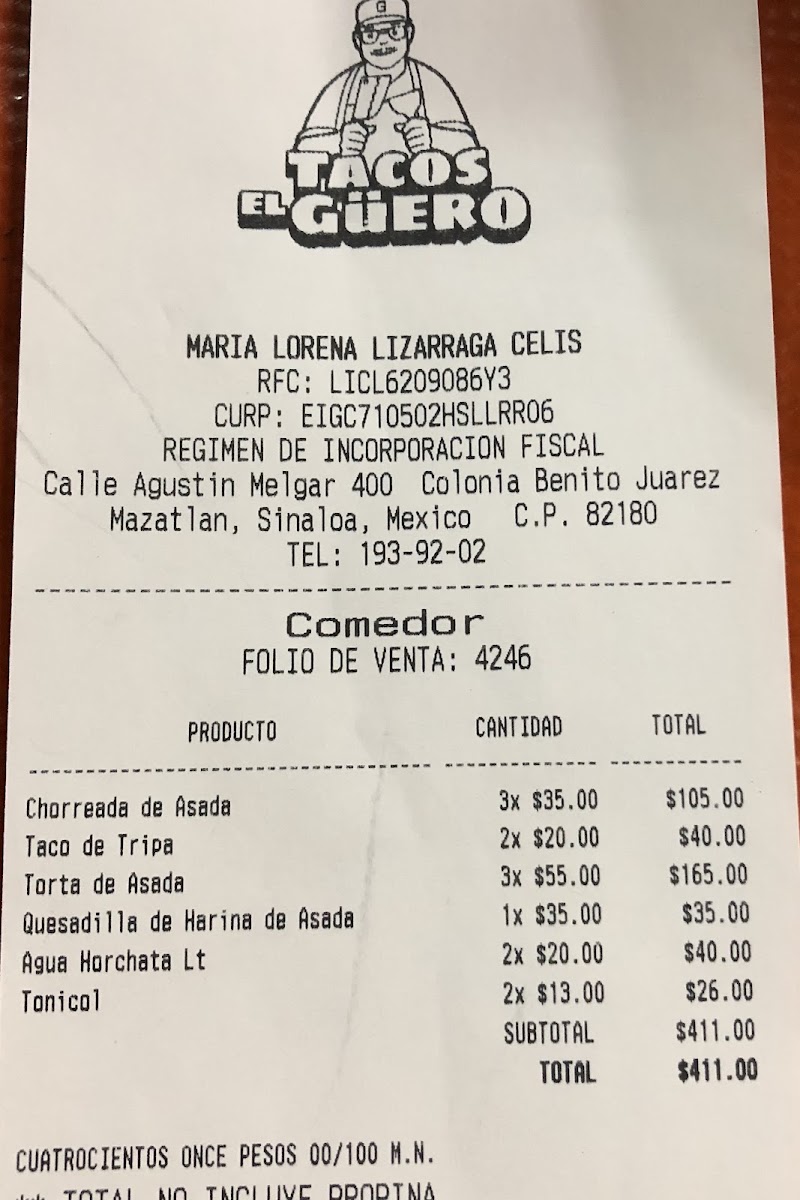 G
TACOS
EL GÜERO
MARIA LORENA LIZARRAGA CELIS
RFC: LICL6209086Y3
CURP: EIGC710502HSLLRR06
REGIMEN DE INCORPORACION FISCAL
Calle Agustin Melgar 400 Colonia Benito Juarez
Mazatlan, Sinaloa, Mexico C.P. 82180
TEL: 193-92-02
Comedor
FOLIO DE VENTA: 4246
PRODUCTO CANTIDAD TOTAL
Chorreada de Asada 3x $35.00 $105.00
Taco de Tripa 2x $20.00 $40.00
Torta de Asada 3x $55.00 $165.00
Quesadilla de Harina de Asada 1x $35.00 $35.00
Agua Horchata Lt 2x $20.00 $40.00
Tonicol 2x $13.00 $26.00
SUBTOTAL $411.00
TOTAL $411.00
CUATROCIENTOS ONCE PESOS 00/100 M.N.
** TOTAL NO INCLUYE PROPINA